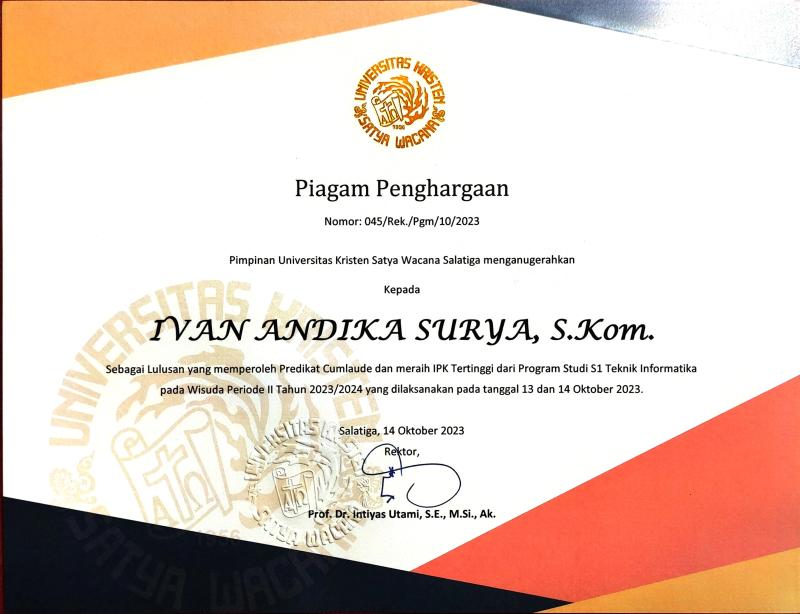 UNIVERSITAS KRISTEN
SATYA WACANA
1956
Piagam Penghargaan
Nomor: 045/Rek./Pgm/10/2023
Pimpinan Universitas Kristen Satya Wacana Salatiga menganugerahkan
Kepada
IVAN ANDIKA SURYA, S.Kom.
Sebagai Lulusan yang memperoleh Predikat Cumlaude dan meraih IPK Tertinggi dari Program Studi S1 Teknik Informatika
pada Wisuda Periode II Tahun 2023/2024 yang dilaksanakan pada tanggal 13 dan 14 Oktober 2023.
Salatiga, 14 Oktober 2023
Rektor,
Prof. Dr. Intiyas Utami, S.E., M.Si., Ak.
UNIVERSITAS KRISTEN
SATYA WACANA
1956
UNIVERSITAS KRISTEN
SATYA WACANA